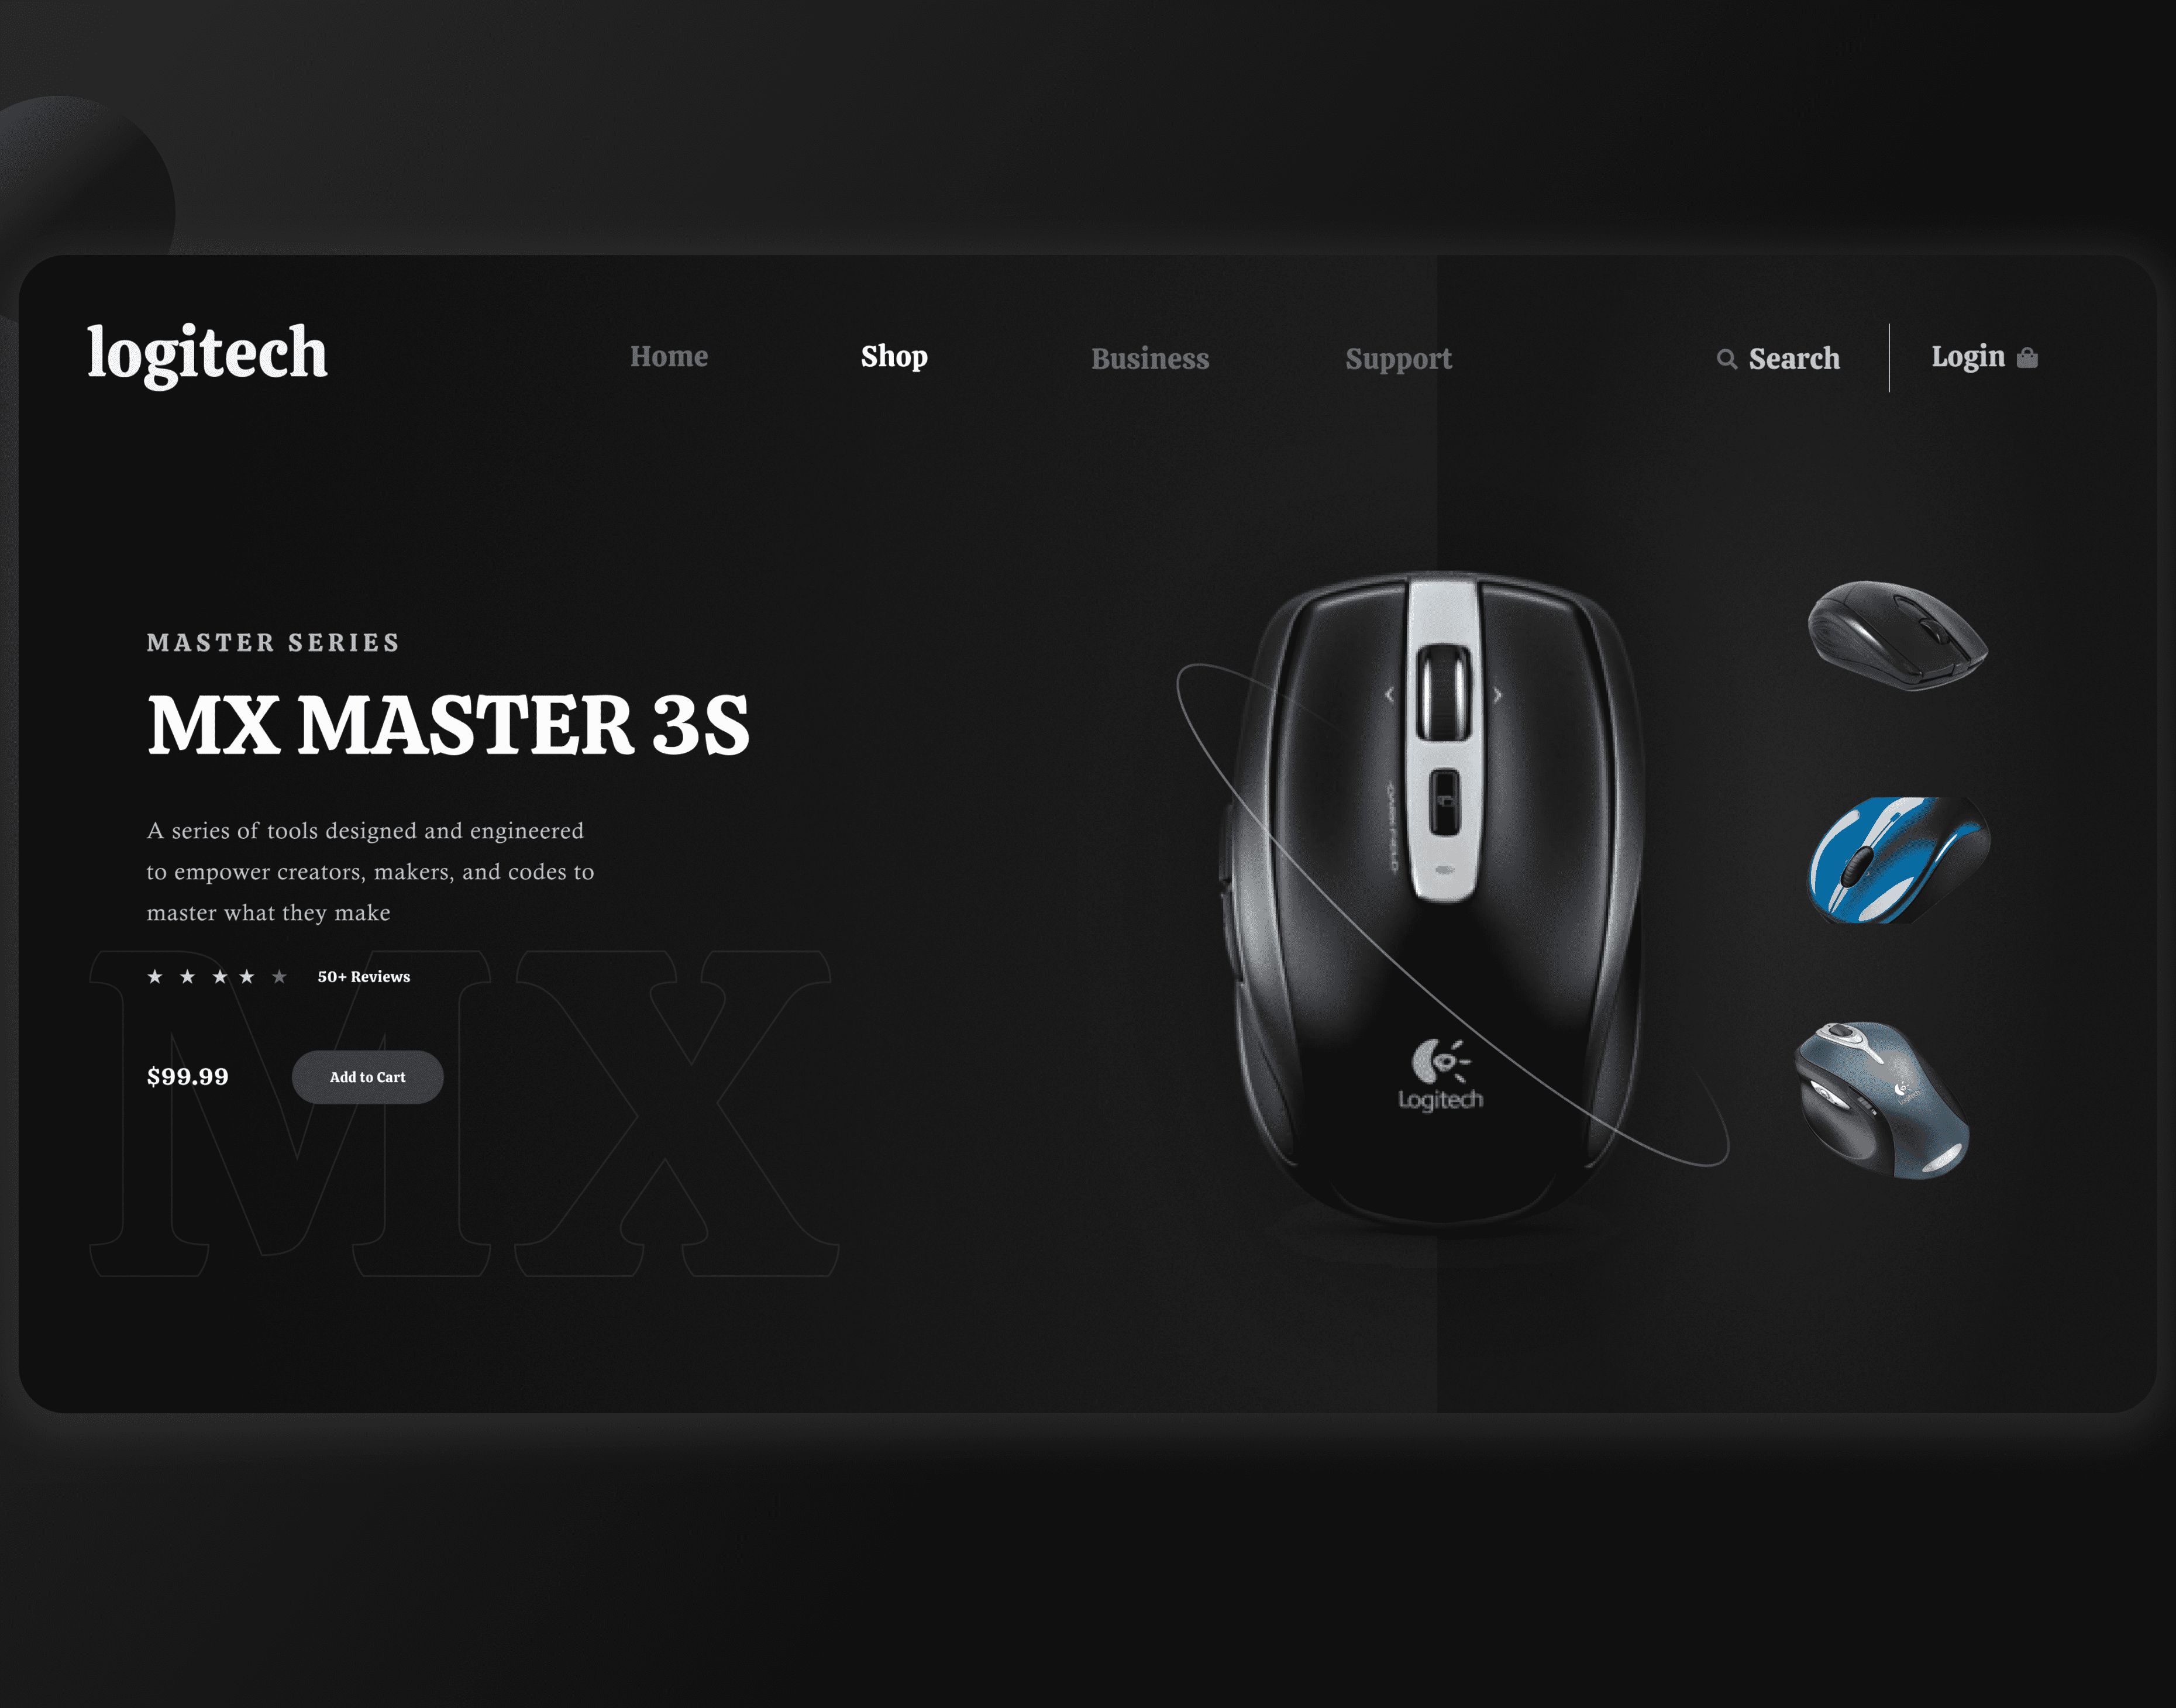 logitech
Home
Shop
Business
Support
Search
Login
MASTER SERIES
MX MASTER 3S
A series of tools designed and engineered
to empower creators, makers, and codes to
master what they make
50+ Reviews
$99.99
Add to Cart
MX
Logitech
Logitech